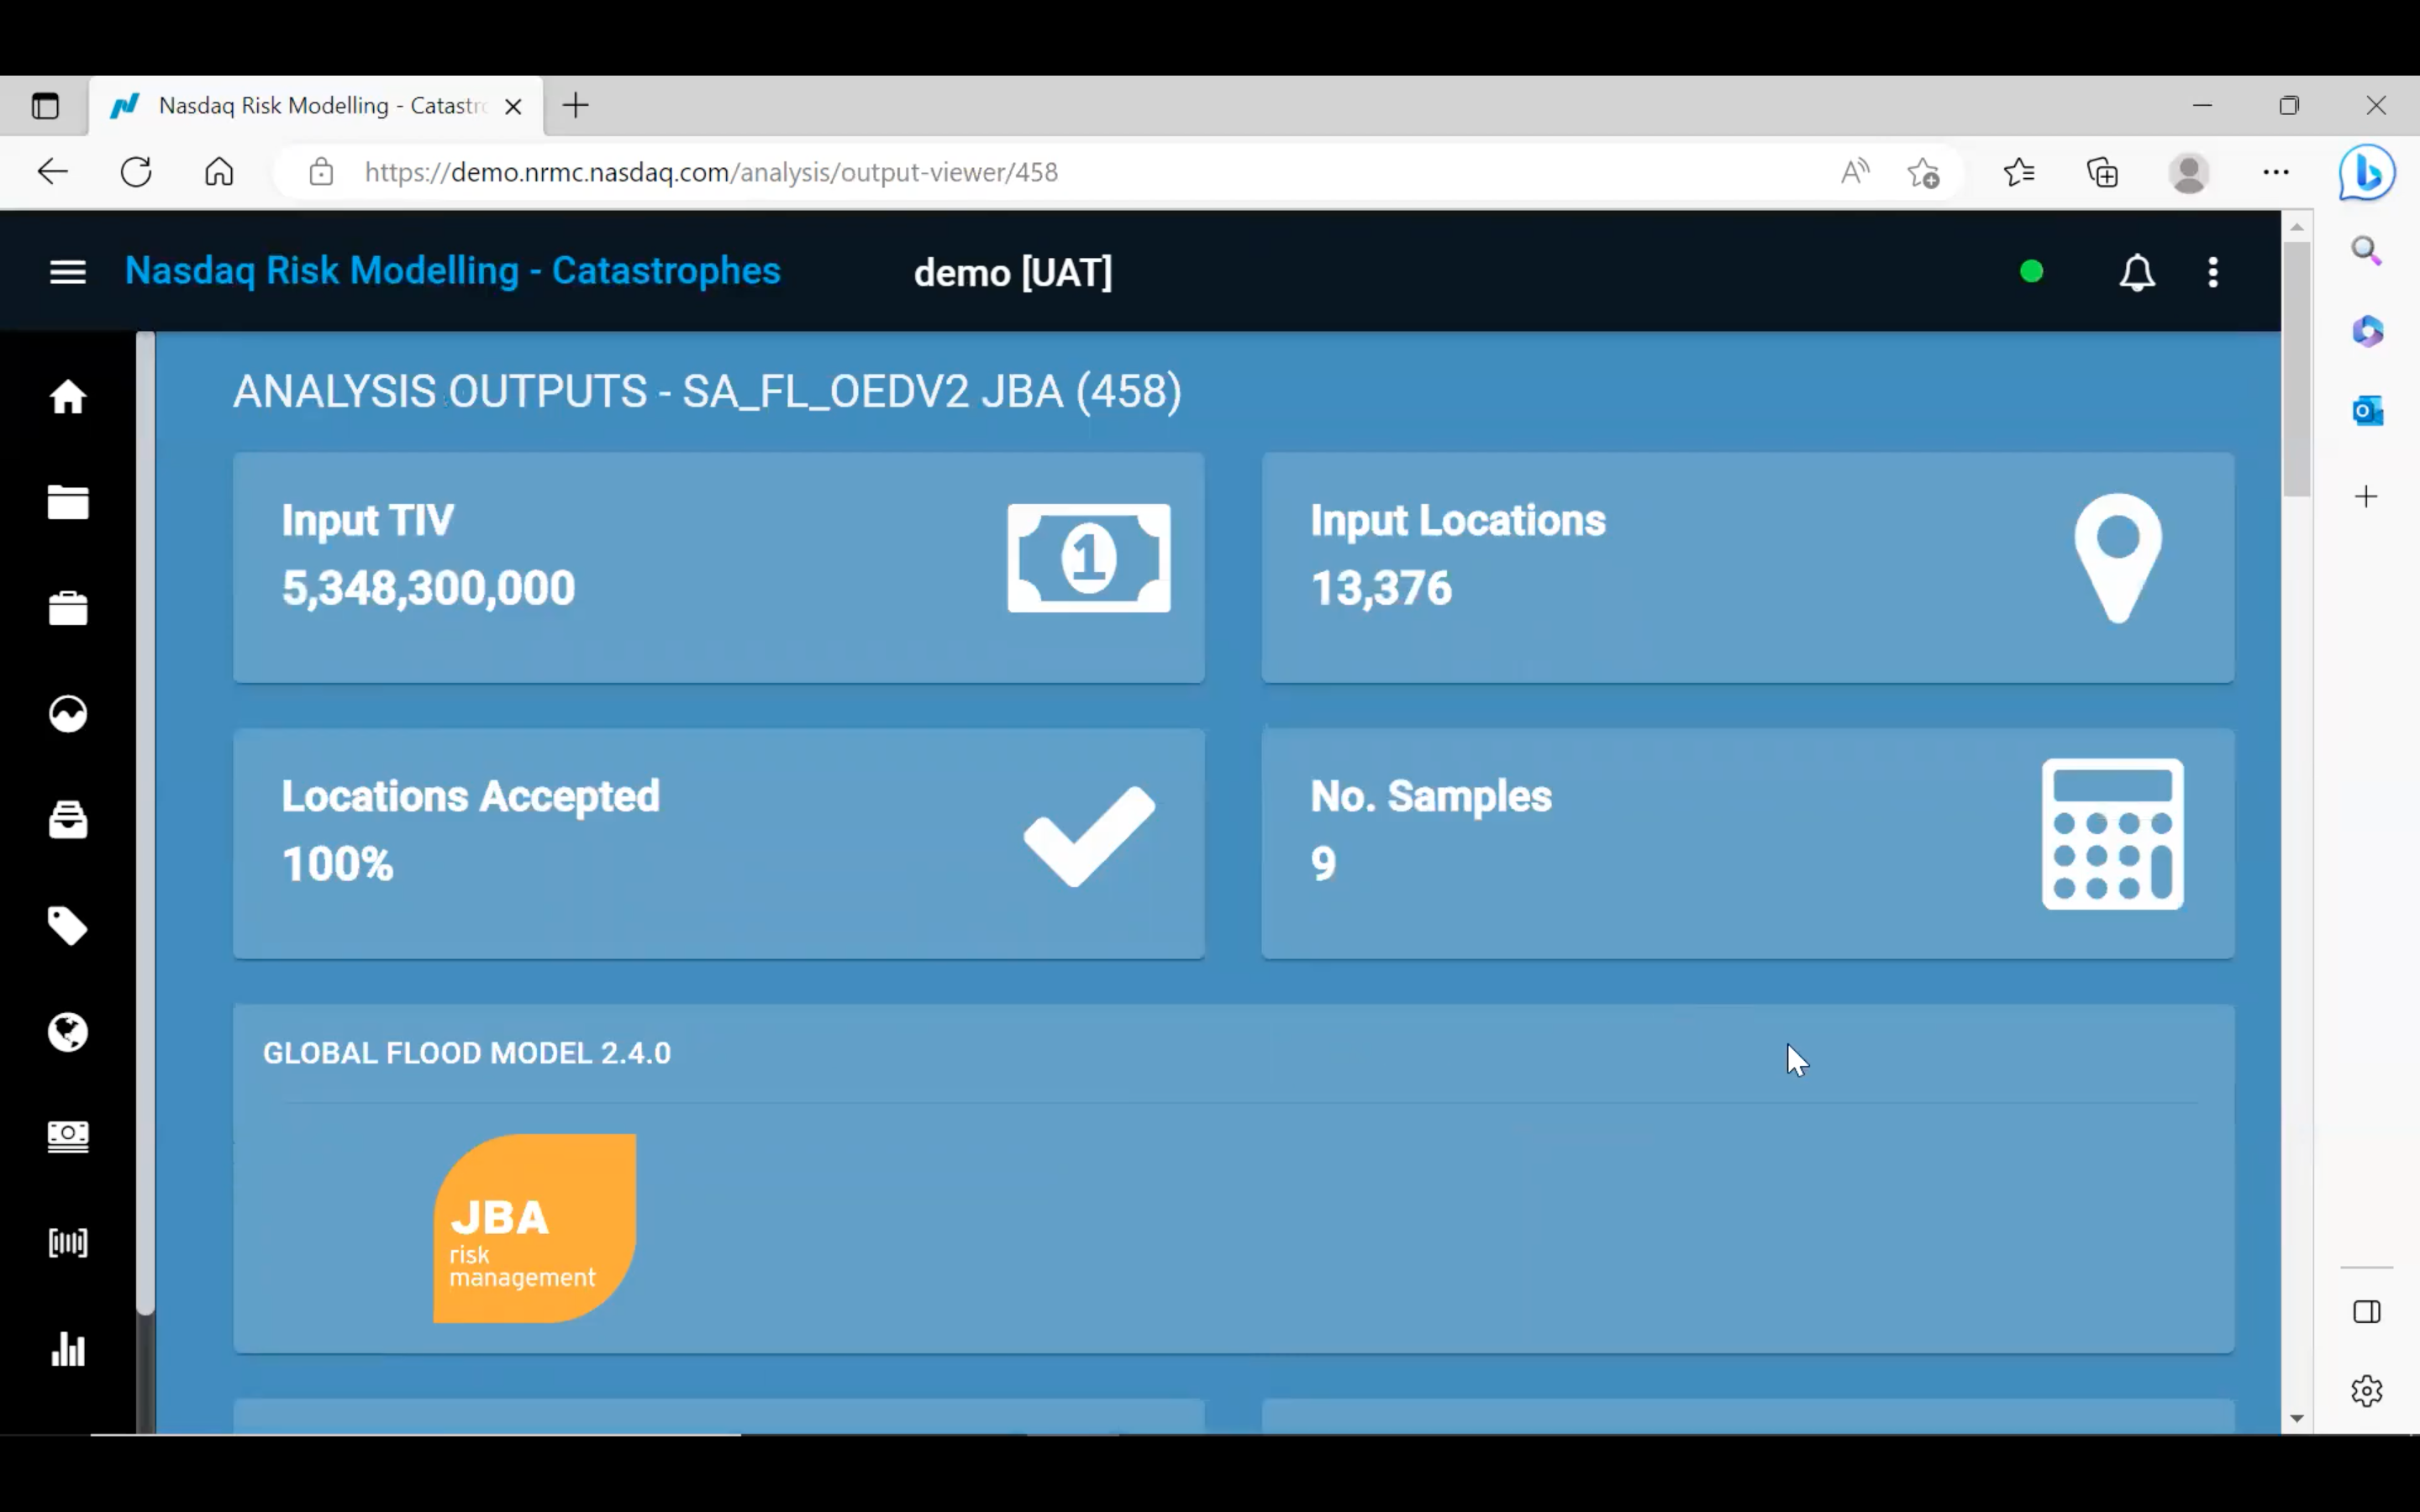 Nasdaq Risk Modelling - Catastr
https://demo.nrmc.nasdaq.com/analysis/output-viewer/458
Nasdaq Risk Modelling - Catastrophes
demo [UAT]
ANALYSIS OUTPUTS - SA_FL_OEDV2 JBA (458)
Input TIV
5,348,300,000
1
Input Locations
13,376
Locations Accepted
100%
No. Samples
9
GLOBAL FLOOD MODEL 2.4.0
JBA
risk
management